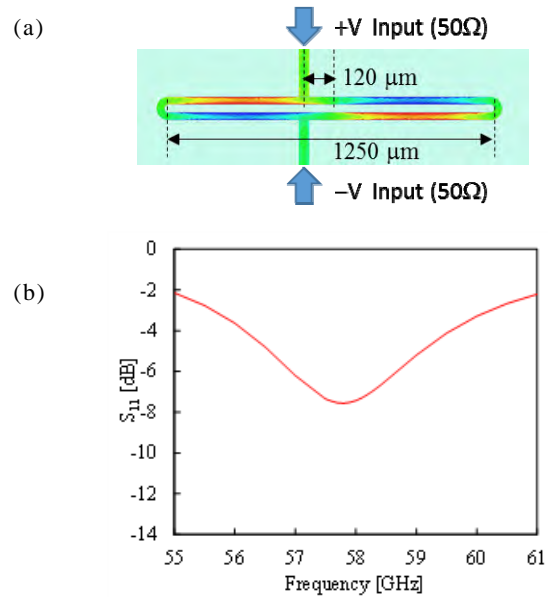 (a)
+V Input (50Ω)
120 μm
1250 μm
−V Input (50Ω)
(b)
0
-2
-4
-6
-8
-10
-12
-14
S11 [dB]
55 56 57 58 59 60 61
Frequency [GHz]